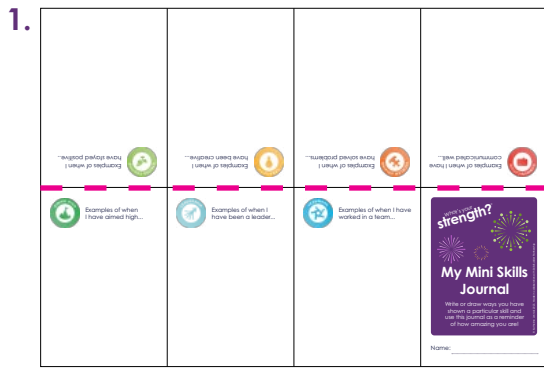 1.
Examples of when I
have stayed positive...
Examples of when I
have been creative...
Examples of when I
have solved problems...
Examples of when I have
communicated well...
Examples of when
I have aimed high...
Examples of when I
have been a leader...
Examples of when I have
worked in a team...
What's your
strength?
My Mini Skills
Journal
Write or draw ways you have
shown a particular skill and
use this journal as a reminder
of how amazing you are!
Name: